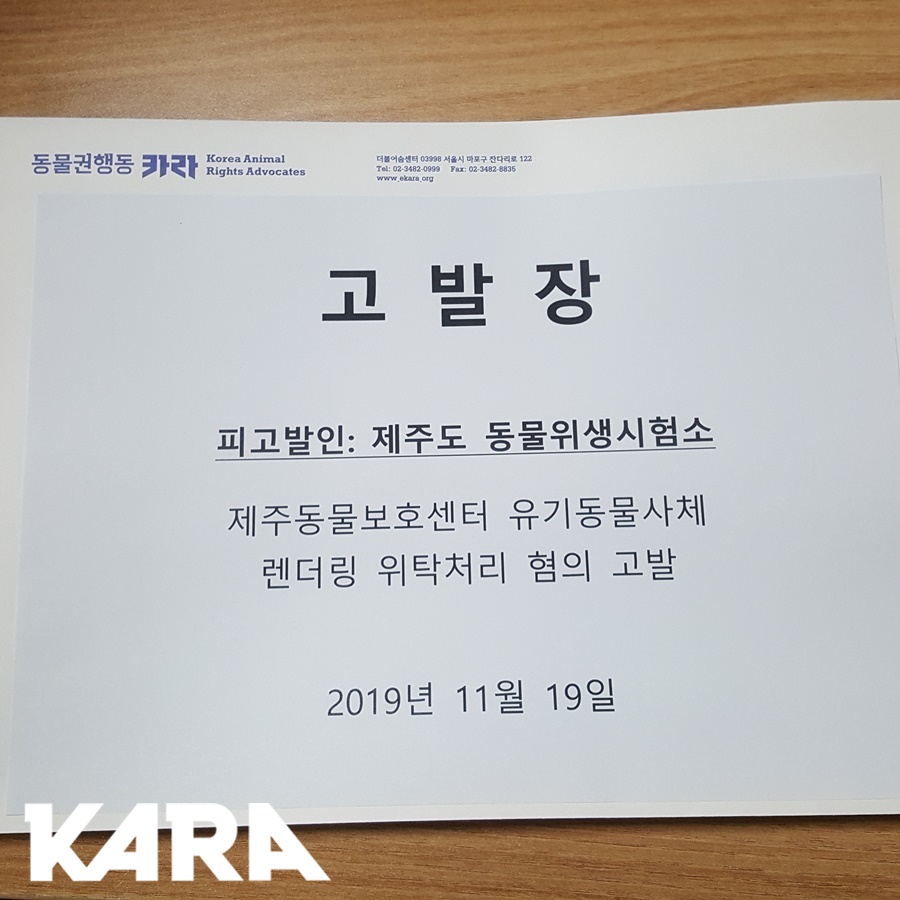 동물권행동 카라 Korea Animal Rights Advocates
더불어숨센터 03998 서울시 마포구 잔다리로 122
Tel: 02-3482-0999 Fax: 02-3482-8835
www.ekara.org
고 발 장
피고발인: 제주도 동물위생시험소
제주동물보호센터 유기동물사체
렌더링 위탁처리 혐의 고발
2019년 11월 19일
KARA